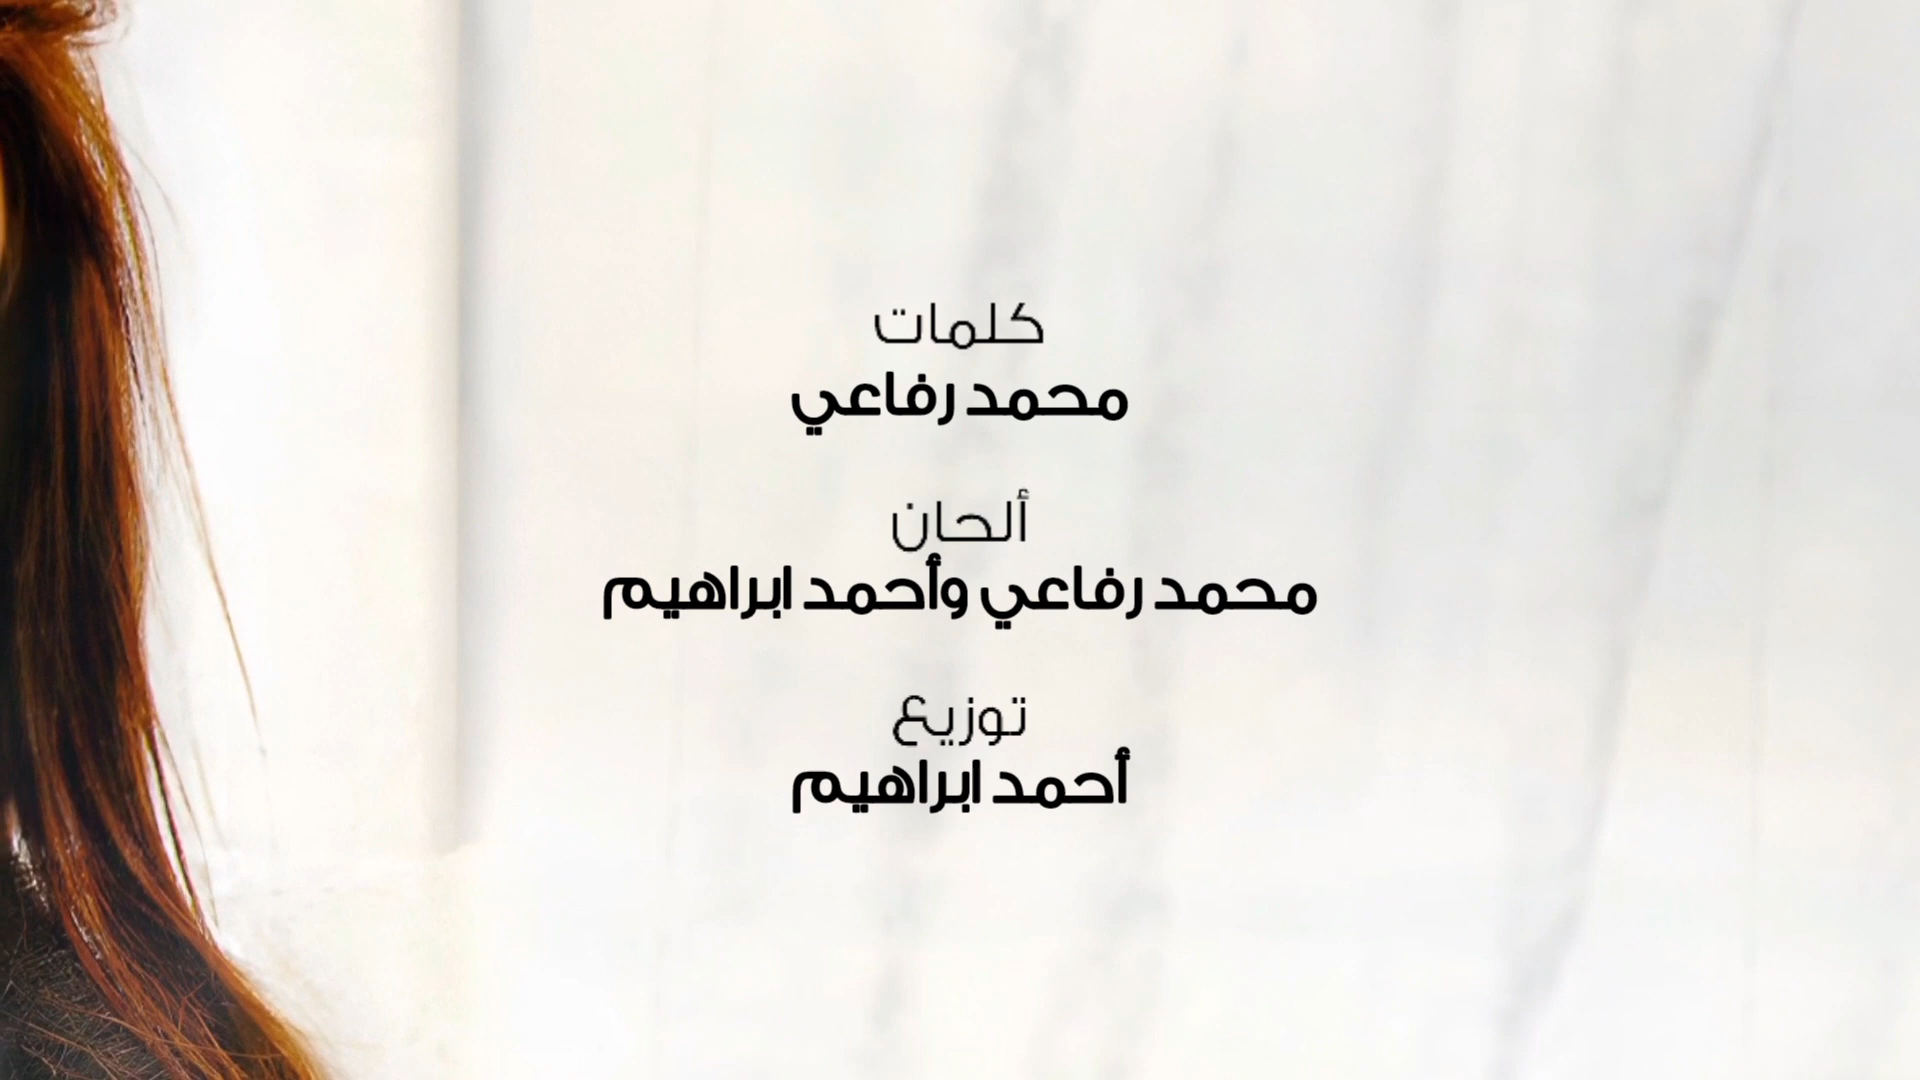 كلمات
محمد رفاعي
ألحان
محمد رفاعي وأحمد ابراهيم
توزيع
أحمد ابراهيم